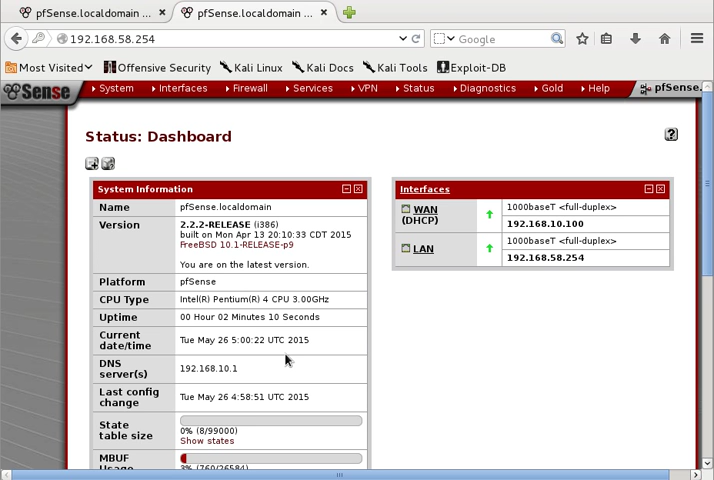 pfSense.localdomain ...
pfSense.localdomain ...
192.168.58.254
Google
Most Visited
Offensive Security
Kali Linux
Kali Docs
Kali Tools
Exploit-DB
Sense
System
Interfaces
Firewall
Services
VPN
Status
Diagnostics
Gold
Help
pfSense.
Status: Dashboard
?
System Information
Name
pfSense.localdomain
Version
2.2.2-RELEASE (i386)
built on Mon Apr 13 20:10:33 CDT 2015
FreeBSD 10.1-RELEASE-p9
You are on the latest version.
Platform
pfSense
CPU Type
Intel(R) Pentium(R) 4 CPU 3.00GHz
Uptime
00 Hour 02 Minutes 10 Seconds
Current
date/time
Tue May 26 5:00:22 UTC 2015
DNS
server(s)
192.168.10.1
Last config
change
Tue May 26 4:58:51 UTC 2015
State
table size
0% (8/99000)
Show states
MBUF
Usage
3% (760/26584)
Interfaces
WAN
(DHCP)
1000baseT <full-duplex>
192.168.10.100
LAN
1000baseT <full-duplex>
192.168.58.254